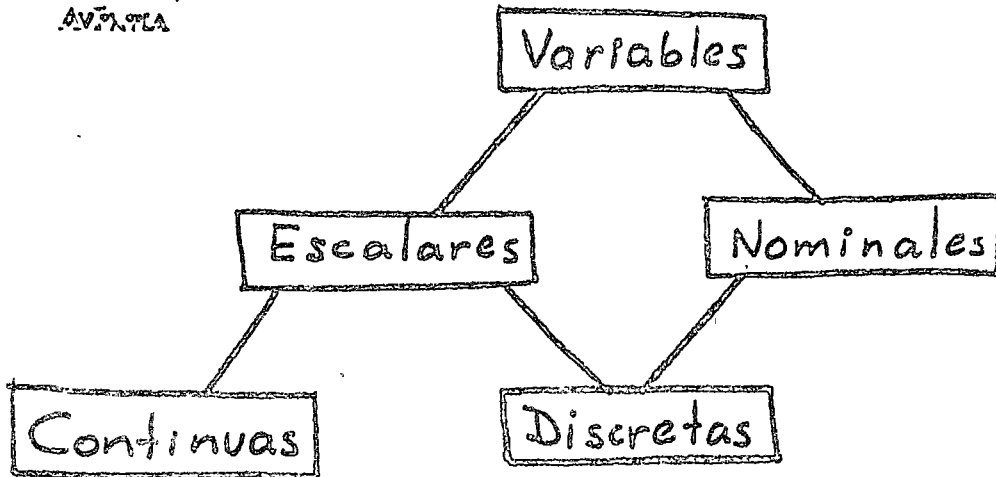 Variables
Escalares
Nominales
Continuas
Discretas